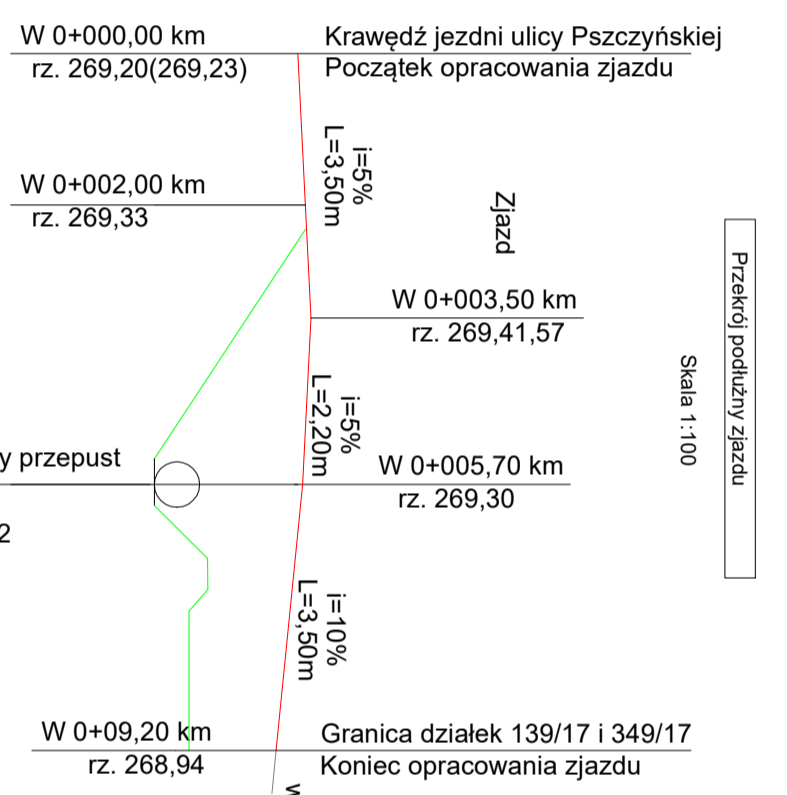 W 0+000,00 km
rz. 269,20(269,23)
Krawędź jezdni ulicy Pszczyńskiej
Początek opracowania zjazdu
i=5%
L=3,50m
W 0+002,00 km
rz. 269,33
Zjazd
Przekrój podłużny zjazdu
Skala 1:100
W 0+003,50 km
rz. 269,41,57
i=5%
L=2,20m
y przepust
2
W 0+005,70 km
rz. 269,30
i=10%
L=3,50m
W 0+09,20 km
rz. 268,94
Granica działek 139/17 i 349/17
Koniec opracowania zjazdu